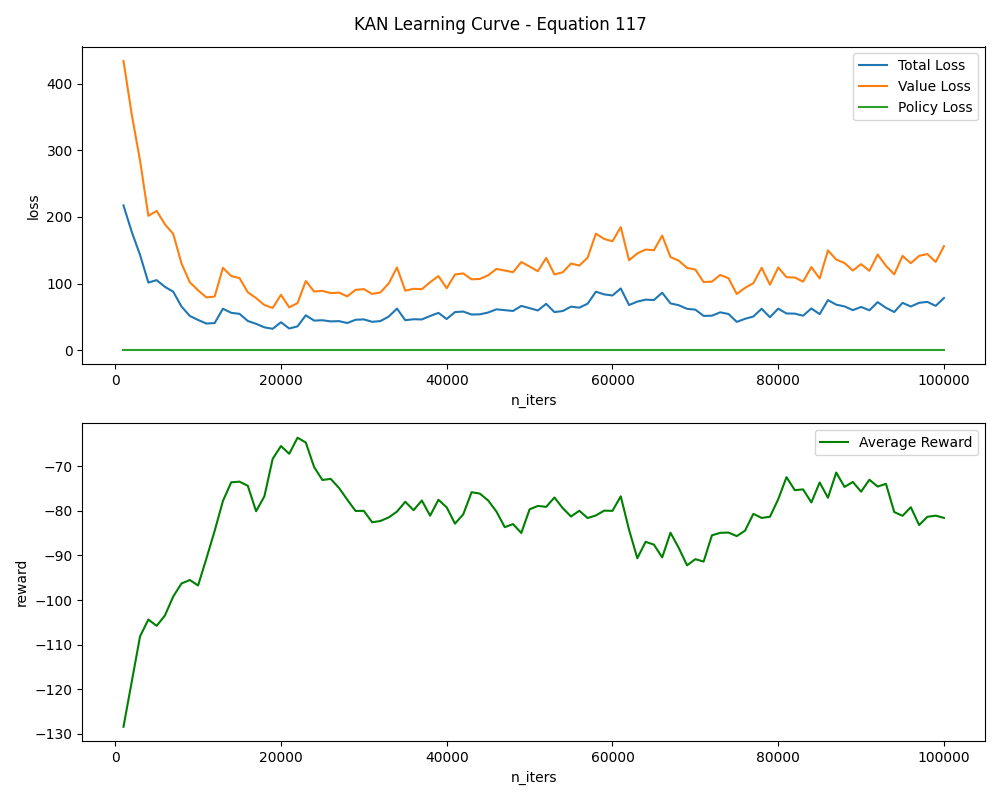 KAN Learning Curve - Equation 117
Total Loss
Value Loss
Policy Loss
400
300
200
100
0
loss
0 20000 40000 60000 80000 100000
n_iters
Average Reward
−70
−80
−90
−100
−110
−120
−130
reward
0 20000 40000 60000 80000 100000
n_iters